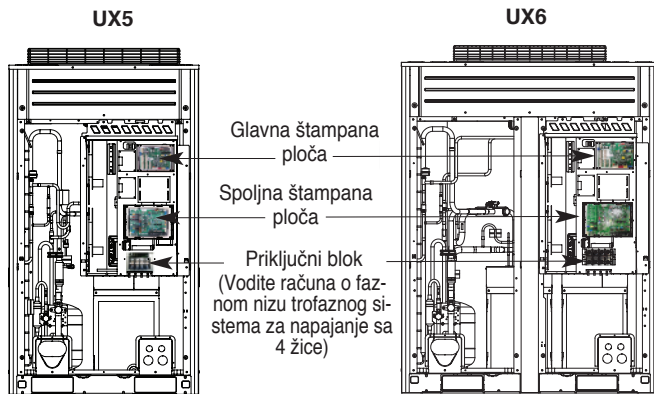 UX5
UX6
Glavna štampana
ploča
Spoljna štampana
ploča
Priključni blok
(Vodite računa o faz-
nom nizu trofaznog si-
stema za napajanje sa
4 žice)